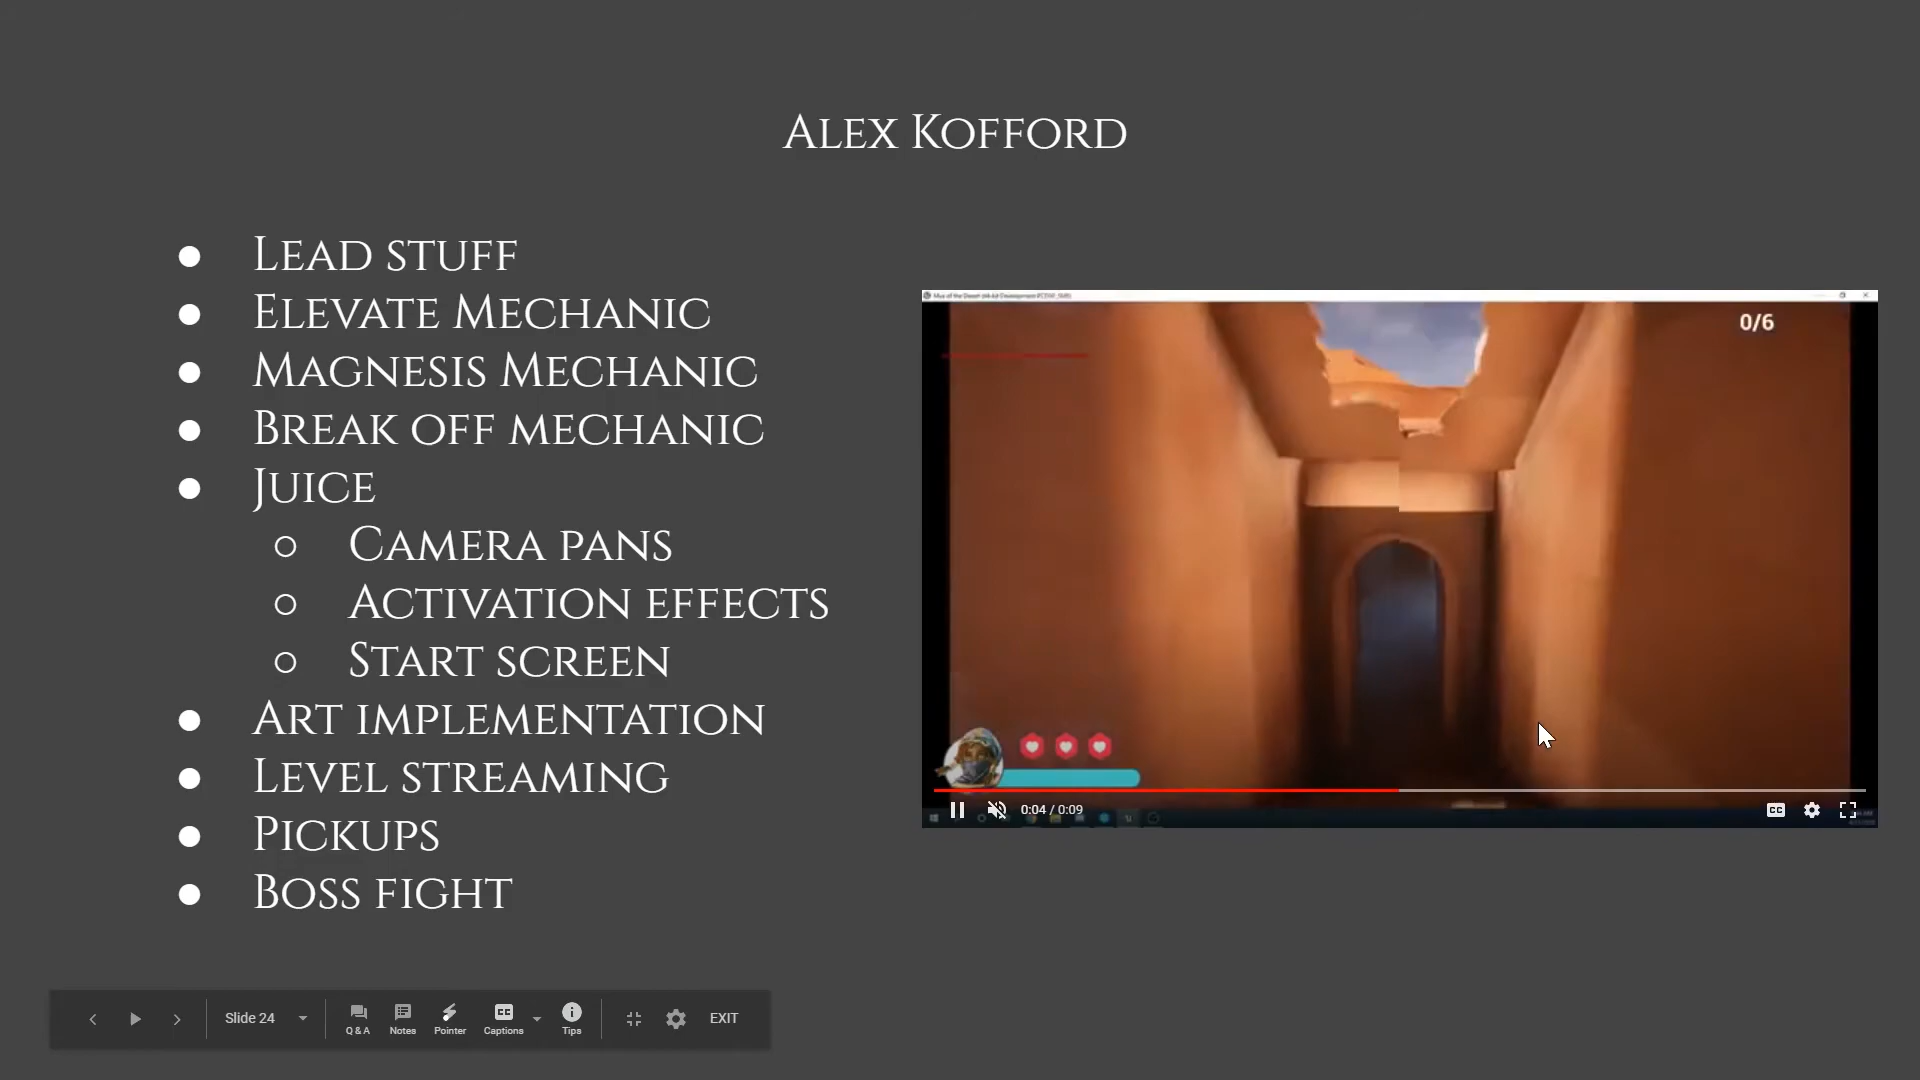 Alex Kofford
● Lead stuff
● Elevate Mechanic
● Magnesis Mechanic
● Break off mechanic
● Juice
○ Camera pans
○ Activation effects
○ Start screen
● Art implementation
● Level streaming
● Pickups
● Boss fight
0/6
0:04 / 0:09
CC
Slide 24
Q & A
Notes
Pointer
CC
Captions
Tips
EXIT